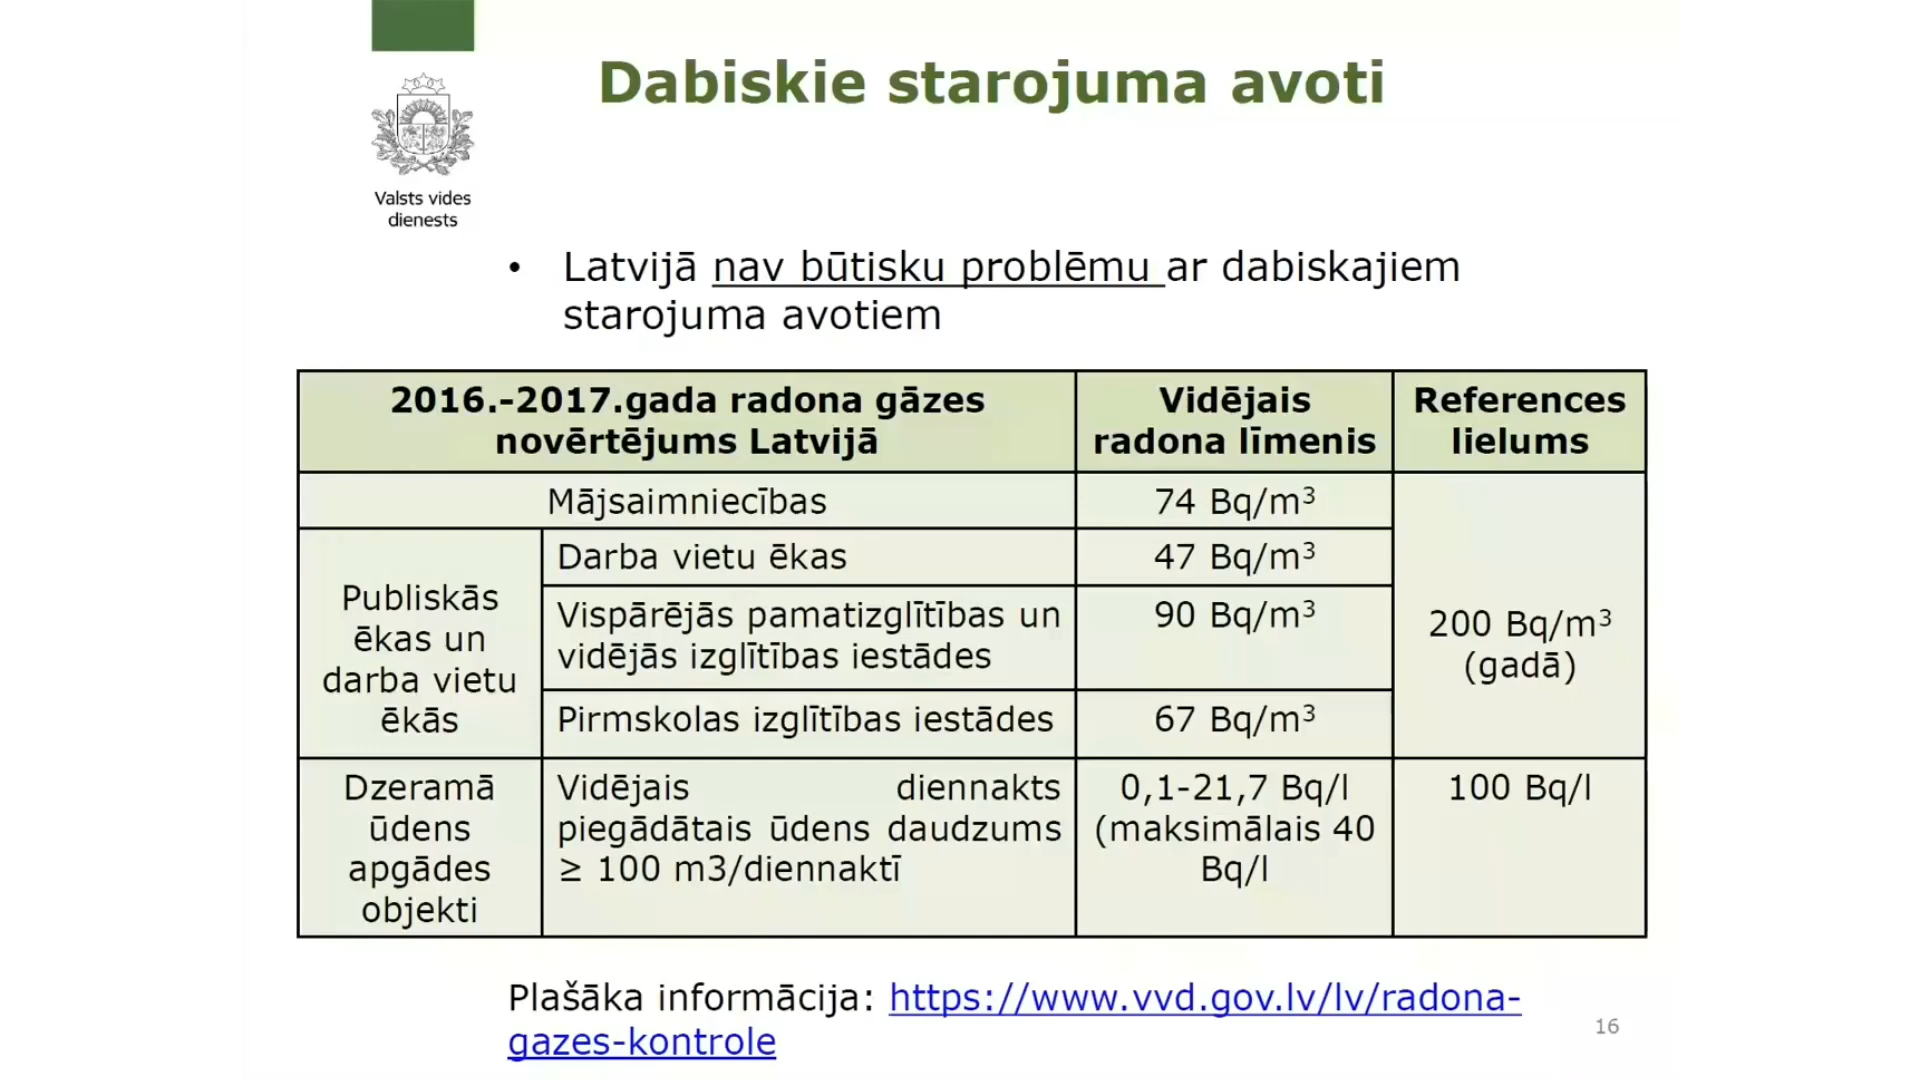 Dabiskie starojuma avoti
Valsts vides
dienests
• Latvijā nav būtisku problēmu ar dabiskajiem
starojuma avotiem
2016.-2017.gada radona gāzes
novērtējums Latvijā
Vidējais
radona līmenis
References
lielums
Mājsaimniecības
74 Bq/m³
200 Bq/m³
(gadā)
Publiskās
ēkas un
darba vietu
ēkās
Darba vietu ēkas
47 Bq/m³
Vispārējās pamatizglītības un
vidējās izglītības iestādes
90 Bq/m³
Pirmskolas izglītības iestādes
67 Bq/m³
Dzeramā
ūdens
apgādes
objekti
Vidējais diennakts
piegādātais ūdens daudzums
≥ 100 m3/diennaktī
0,1-21,7 Bq/l
(maksimālais 40
Bq/l
100 Bq/l
Plašāka informācija: https://www.vvd.gov.lv/lv/radona-
gazes-kontrole
16